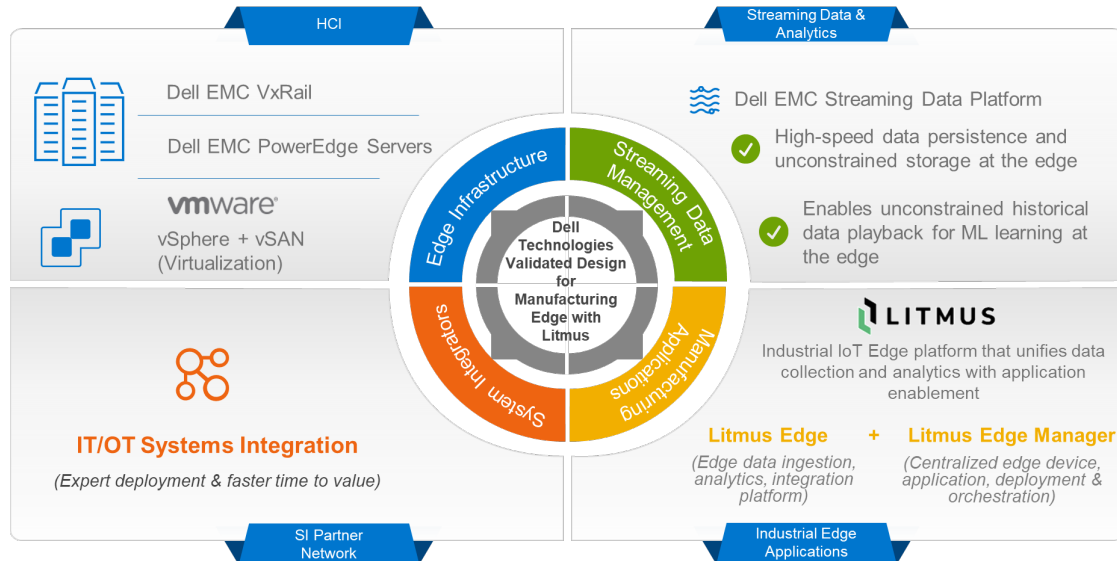 HCI
Dell EMC VxRail
Dell EMC PowerEdge Servers
vmware®
vSphere + vSAN
(Virtualization)
Streaming Data &
Analytics
Dell EMC Streaming Data Platform
High-speed data persistence and
unconstrained storage at the edge
Enables unconstrained historical
data playback for ML learning at
the edge
Edge Infrastructure
Streaming Data
Management
Dell
Technologies
Validated Design
for
Manufacturing
Edge with
Litmus
System Integrators
Manufacturing
Applications
IT/OT Systems Integration
(Expert deployment & faster time to value)
SI Partner
Network
LITMUS
Industrial IoT Edge platform that unifies data
collection and analytics with application
enablement
Litmus Edge + Litmus Edge Manager
(Edge data ingestion,
analytics, integration
platform)
(Centralized edge device,
application, deployment &
orchestration)
Industrial Edge
Applications